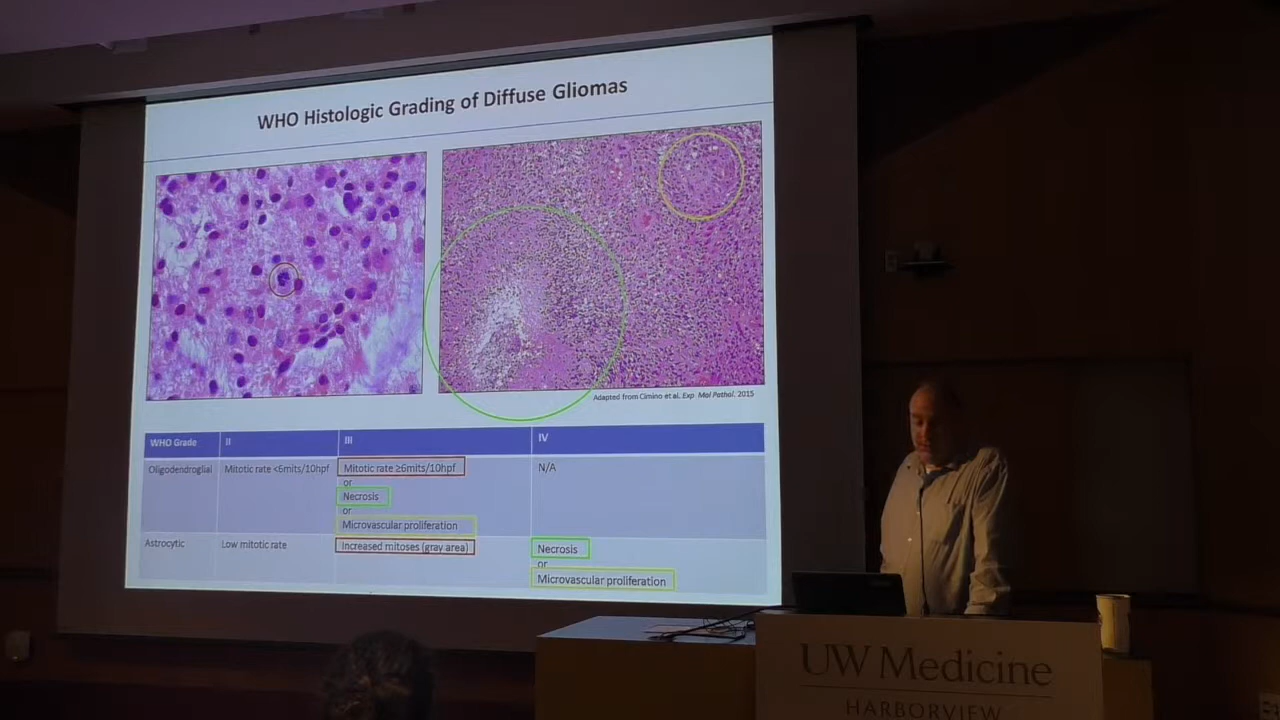 WHO Histologic Grading of Diffuse Gliomas
Adapted from Cimino et al. Exp Mol Pathol. 2015
WHO Grade II III IV
Oligodendroglial Mitotic rate <6mits/10hpf Mitotic rate ≥6mits/10hpf N/A
or
Necrosis
or
Microvascular proliferation
Astrocytic Low mitotic rate Increased mitoses (gray area) Necrosis
or
Microvascular proliferation
UW Medicine
HARBORVIEW